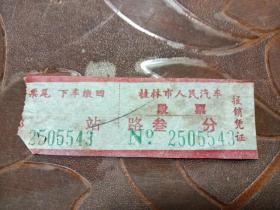 票尾 下车缴回
站
2505543
桂林市人民汽车
段票
路叁分
No 2505543
报销凭证